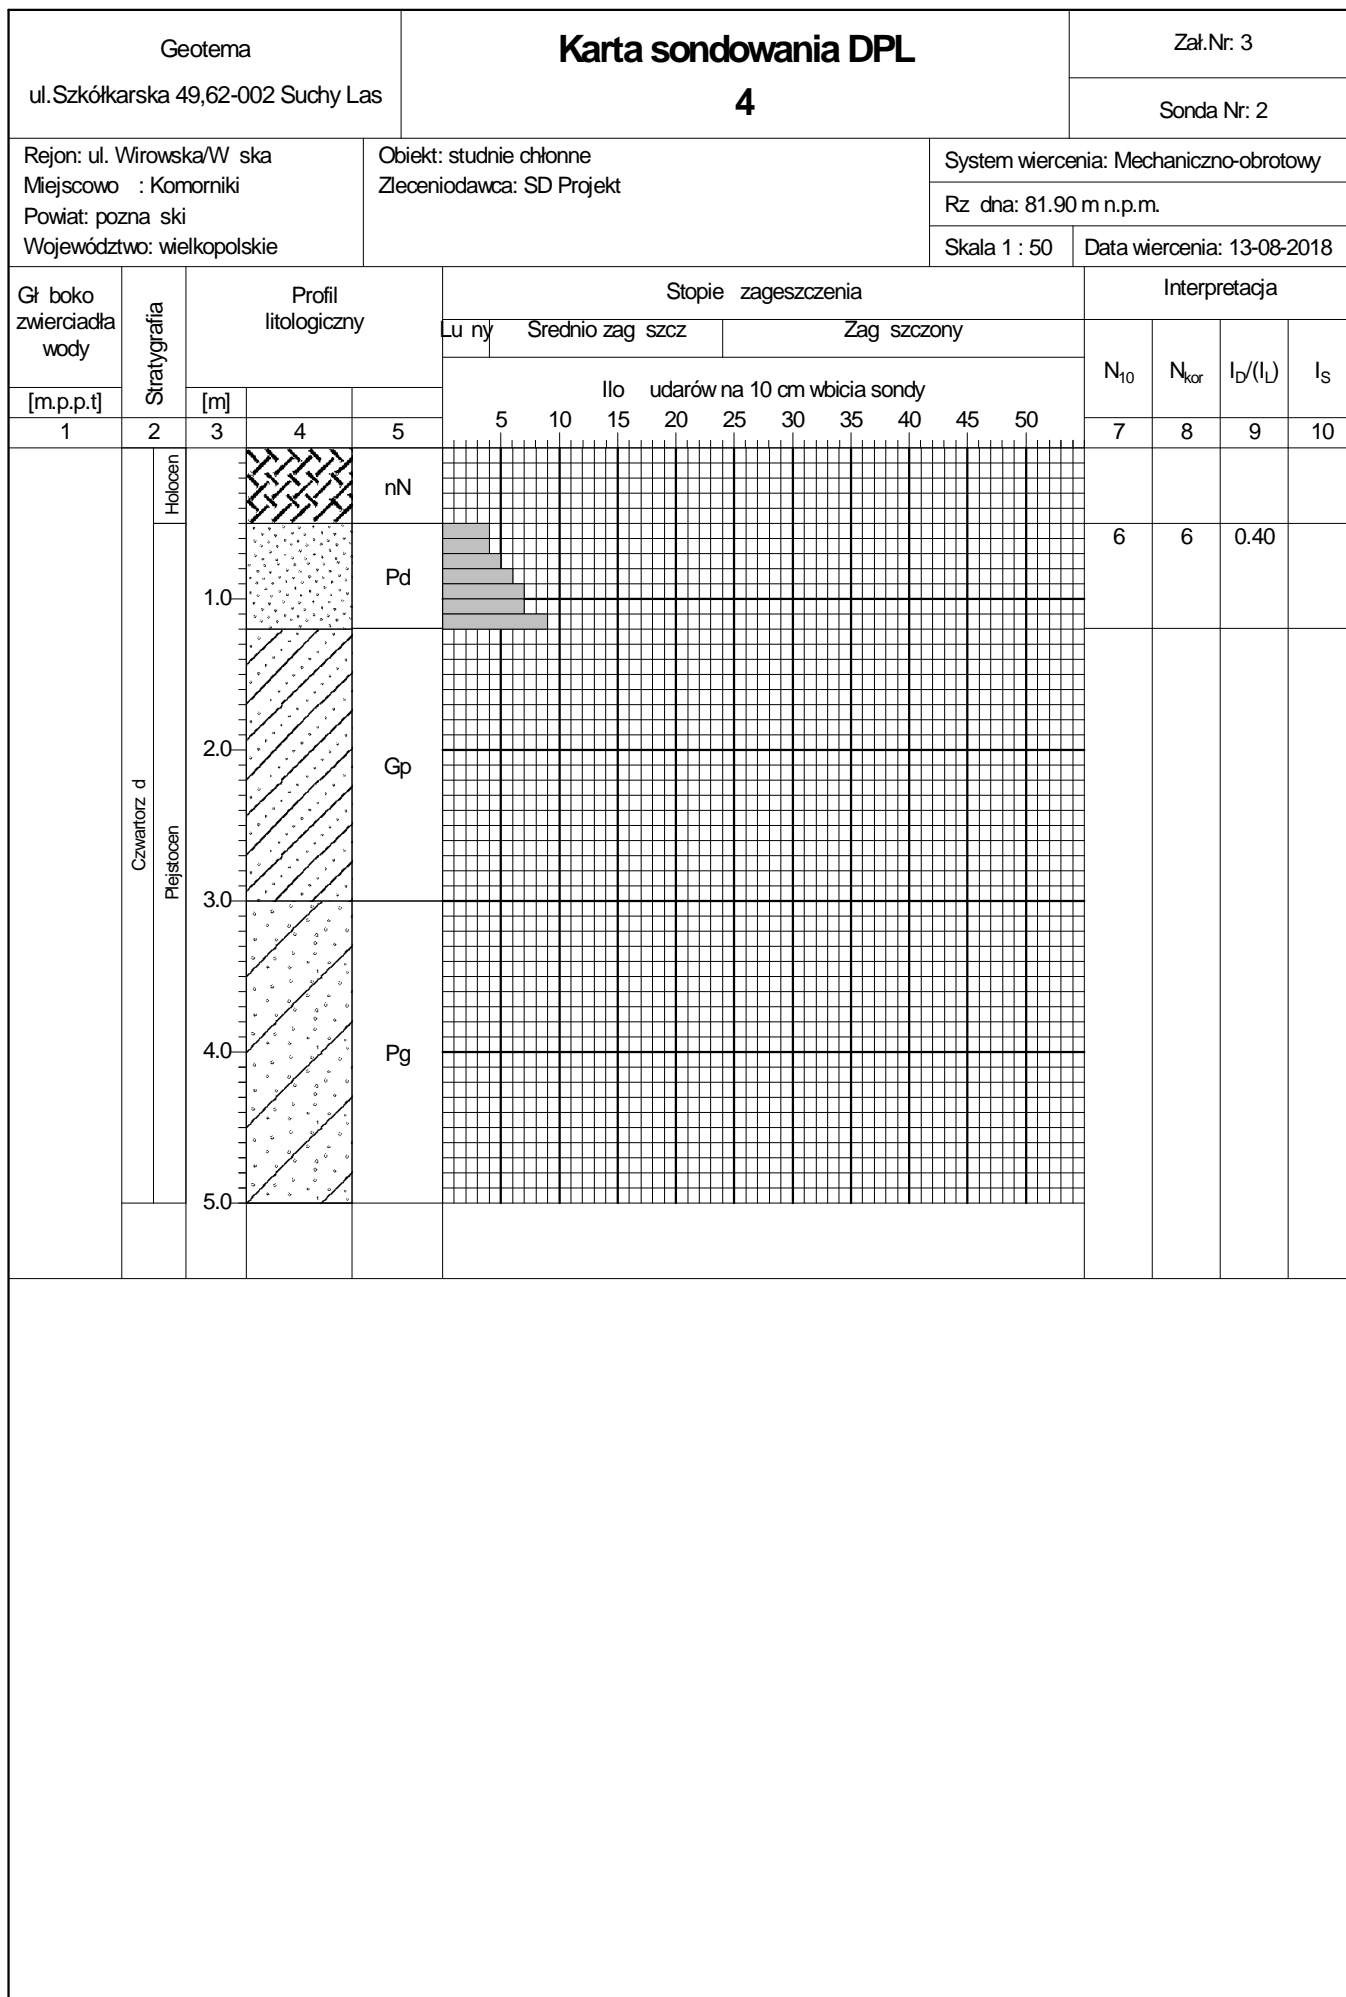 Geotema
ul.Szkółkarska 49,62-002 Suchy Las
Karta sondowania DPL
4
Zał.Nr: 3
Sonda Nr: 2
Rejon: ul. Wirowska/W ska
Miejscowo : Komorniki
Powiat: pozna ski
Województwo: wielkopolskie
Obiekt: studnie chłonne
Zleceniodawca: SD Projekt
System wiercenia: Mechaniczno-obrotowy
Rz dna: 81.90 m n.p.m.
Skala 1 : 50
Data wiercenia: 13-08-2018
Gł boko
zwierciadła
wody
[m.p.p.t]
Stratygrafia
Profil
litologiczny
[m]
Stopie zageszczenia
Lu ny
Srednio zag szcz
Zag szczony
Ilo udarów na 10 cm wbicia sondy
5 10 15 20 25 30 35 40 45 50
Interpretacja
N10 Nkor ID/(IL) IS
1 2 3 4 5 7 8 9 10
Holocen
nN
6 6 0.40
Pd
1.0
2.0
Gp
Czwartorz d
Plejstocen
3.0
4.0
Pg
5.0